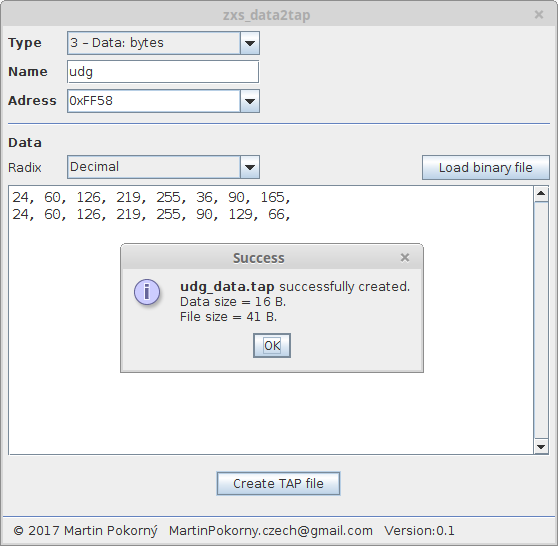 zxs_data2tap
Type 3 – Data: bytes
Name udg
Adress 0xFF58
Data
Radix Decimal Load binary file
24, 60, 126, 219, 255, 36, 90, 165,
24, 60, 126, 219, 255, 90, 129, 66,
Success
udg_data.tap successfully created.
Data size = 16 B.
File size = 41 B.
OK
Create TAP file
© 2017 Martin Pokorný MartinPokorny.czech@gmail.com Version:0.1